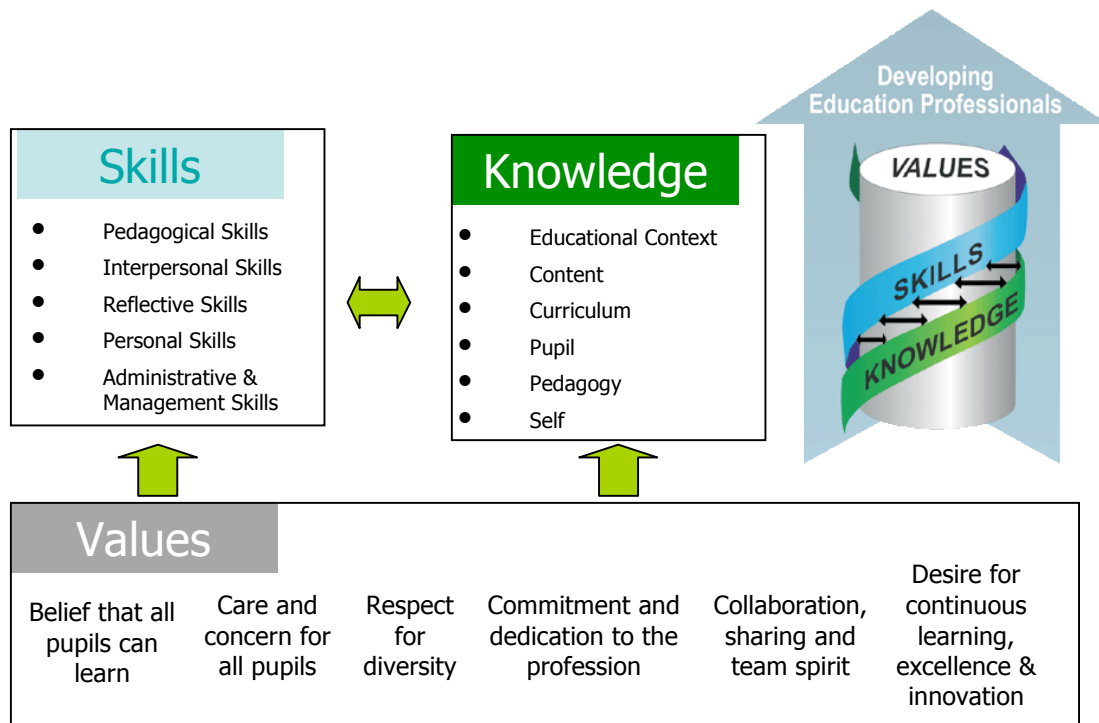 Developing
Education Professionals
VALUES
SKILLS
KNOWLEDGE
Skills
• Pedagogical Skills
• Interpersonal Skills
• Reflective Skills
• Personal Skills
• Administrative &
Management Skills
Knowledge
• Educational Context
• Content
• Curriculum
• Pupil
• Pedagogy
• Self
Values
Belief that all
pupils can
learn
Care and
concern for
all pupils
Respect
for
diversity
Commitment and
dedication to the
profession
Collaboration,
sharing and
team spirit
Desire for
continuous
learning,
excellence &
innovation